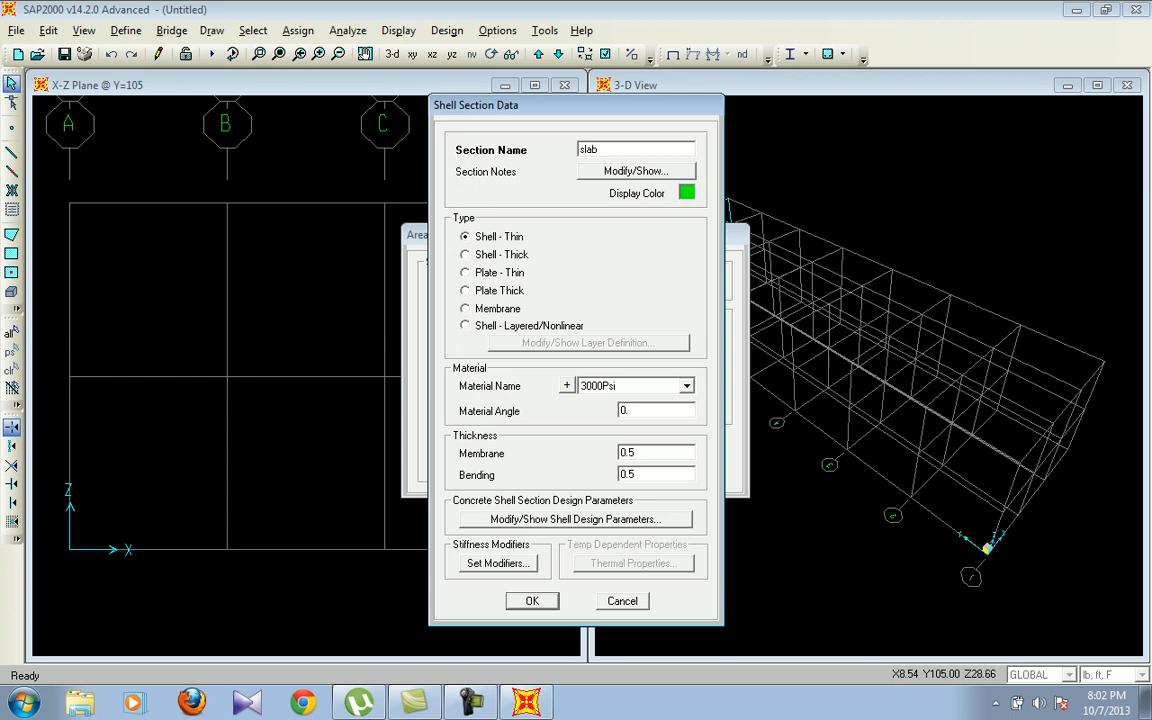 SAP2000 v14.2.0 Advanced - (Untitled)
File Edit View Define Bridge Draw Select Assign Analyze Display Design Options Tools Help
3-d xy xz yz nv nd
X-Z Plane @ Y=105
3-D View
A B C
Z
X
Area
Shell Section Data
Section Name slab
Section Notes Modify/Show...
Display Color
Type
Shell - Thin
Shell - Thick
Plate - Thin
Plate Thick
Membrane
Shell - Layered/Nonlinear
Modify/Show Layer Definition...
Material
Material Name + 3000Psi
Material Angle 0.
Thickness
Membrane 0.5
Bending 0.5
Concrete Shell Section Design Parameters
Modify/Show Shell Design Parameters...
Stiffness Modifiers Temp Dependent Properties
Set Modifiers... Thermal Properties...
OK Cancel
all
ps
clr
Ready
X8.54 Y105.00 Z28.66 GLOBAL lb, ft, F
8:02 PM
10/7/2013